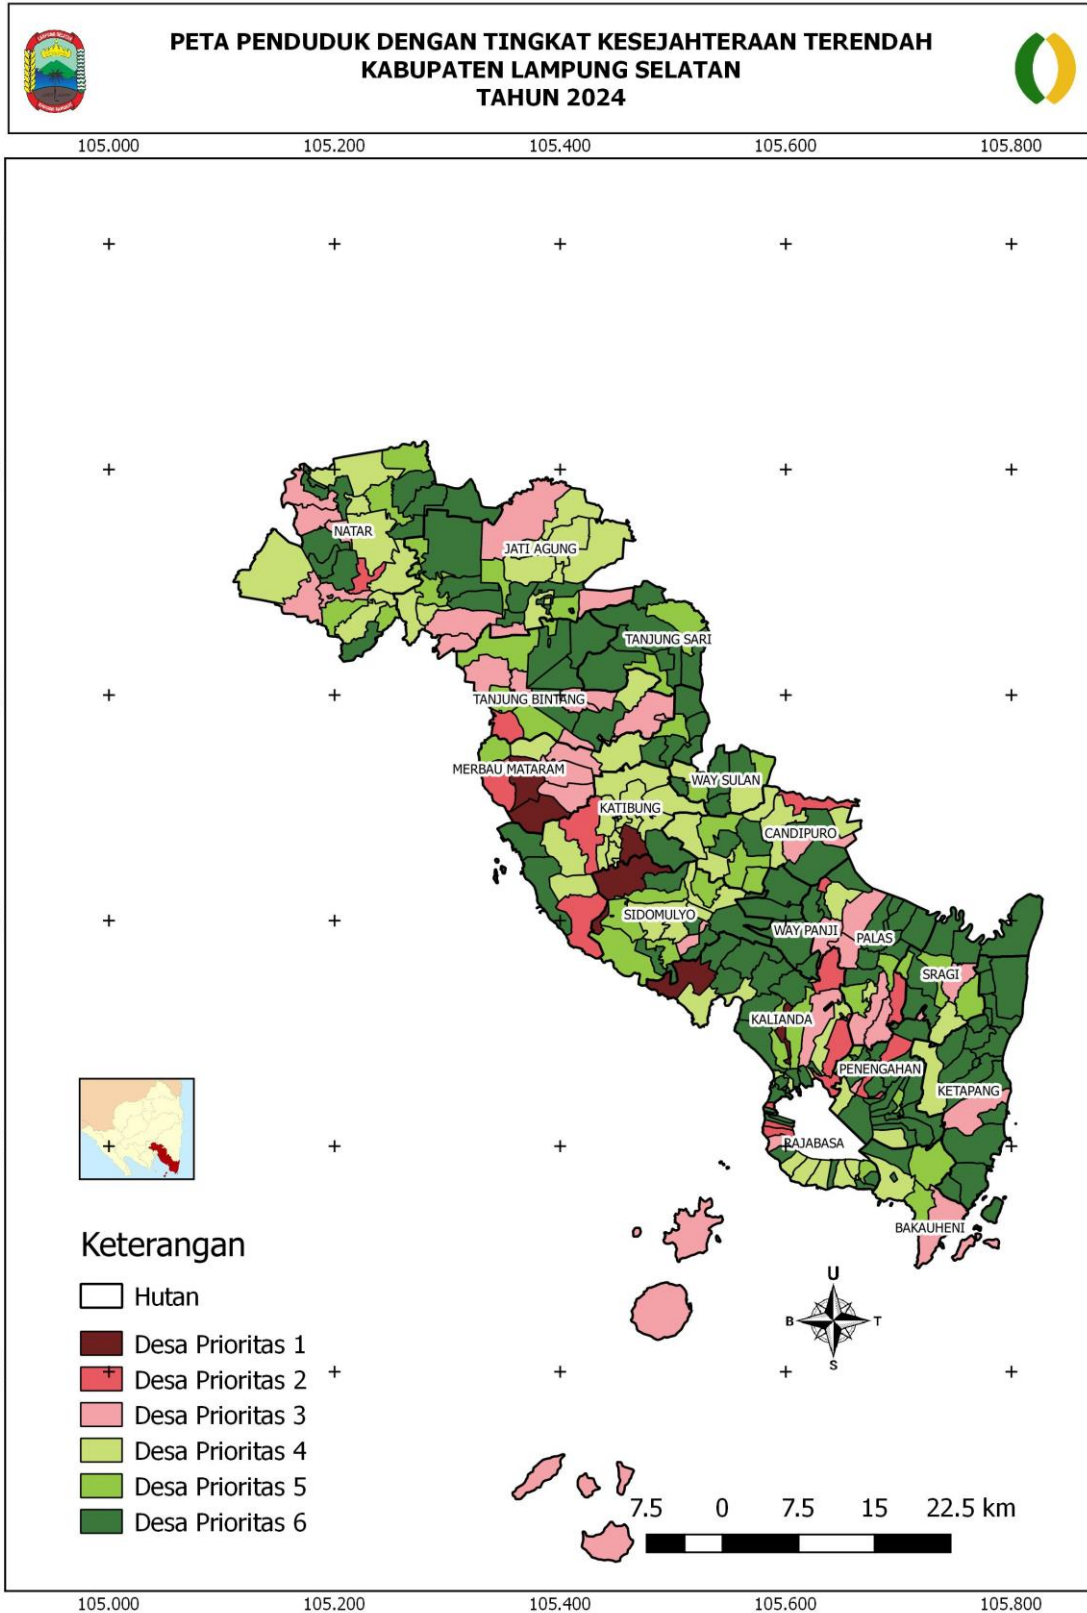 PETA PENDUDUK DENGAN TINGKAT KESEJAHTERAAN TERENDAH
KABUPATEN LAMPUNG SELATAN
TAHUN 2024
LAMPUNG SELATAN
105.000 105.200 105.400 105.600 105.800
NATAR
JATI AGUNG
TANJUNG SARI
TANJUNG BINTANG
MERBAU MATARAM
WAY SULAN
KATIBUNG
CANDIPURO
SIDOMULYO
WAY PANJI
PALAS
SRAGI
KALIANDA
PENENGAHAN
KETAPANG
RAJABASA
BAKAUHENI
Keterangan
Hutan
Desa Prioritas 1
Desa Prioritas 2
Desa Prioritas 3
Desa Prioritas 4
Desa Prioritas 5
Desa Prioritas 6
U
B T
S
7.5 0 7.5 15 22.5 km
105.000 105.200 105.400 105.600 105.800